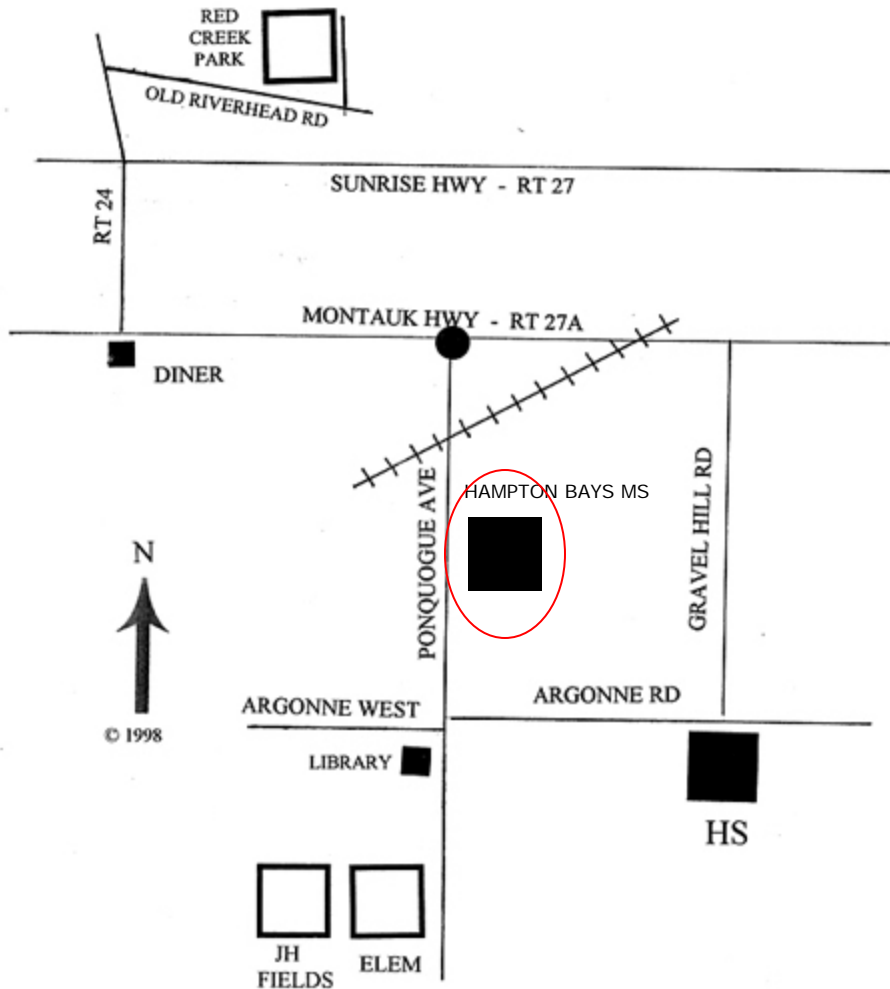 RED
CREEK
PARK
OLD RIVERHEAD RD
SUNRISE HWY - RT 27
RT 24
MONTAUK HWY - RT 27A
DINER
HAMPTON BAYS MS
PONQUOGUE AVE
GRAVEL HILL RD
N
ARGONNE WEST
ARGONNE RD
© 1998
LIBRARY
HS
JH
FIELDS
ELEM